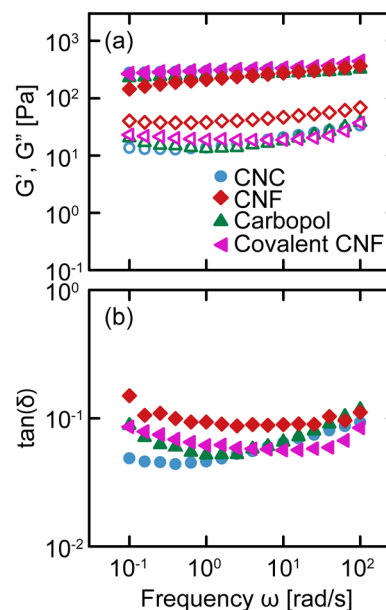 (a)
10³
10²
10¹
10⁰
10⁻¹
G', G'' [Pa]
CNC
CNF
Carbopol
Covalent CNF
(b)
10⁰
10⁻¹
10⁻²
tan(δ)
10⁻¹ 10⁰ 10¹ 10²
Frequency ω [rad/s]